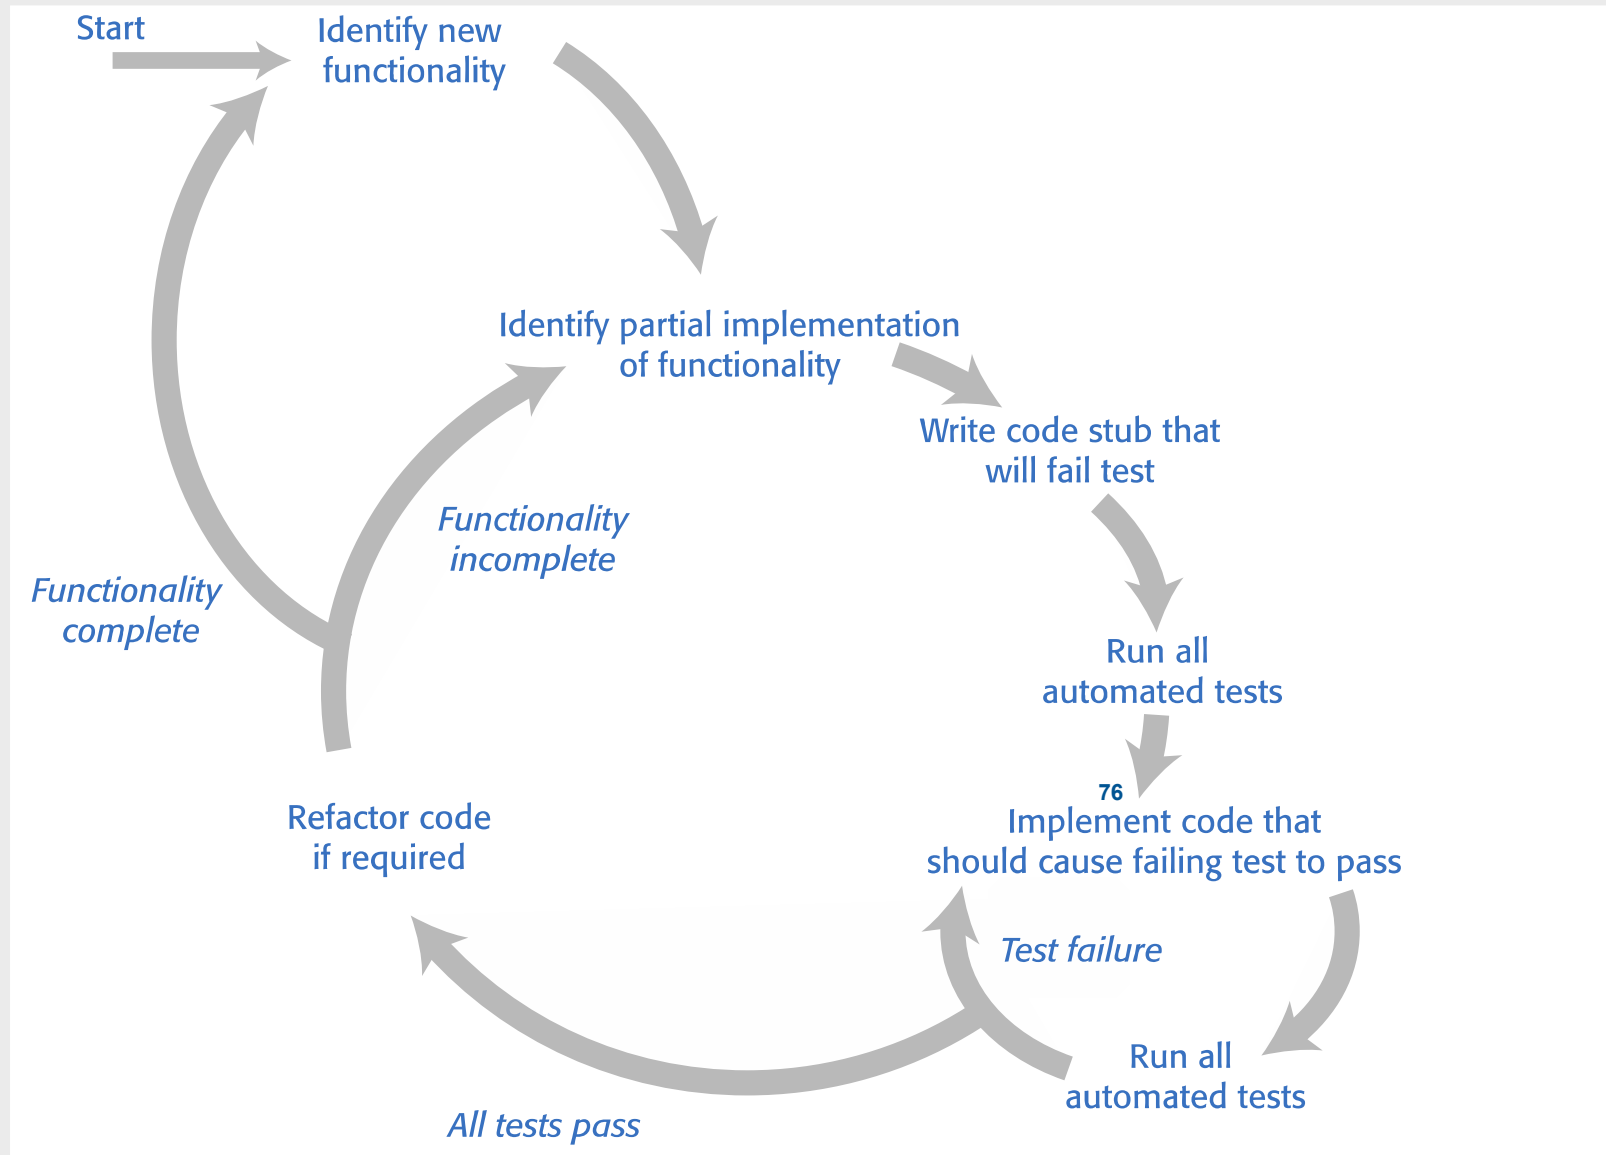 Start
Identify new
functionality
Identify partial implementation
of functionality
Write code stub that
will fail test
Functionality
incomplete
Functionality
complete
Run all
automated tests
76
Implement code that
should cause failing test to pass
Refactor code
if required
Test failure
Run all
automated tests
All tests pass